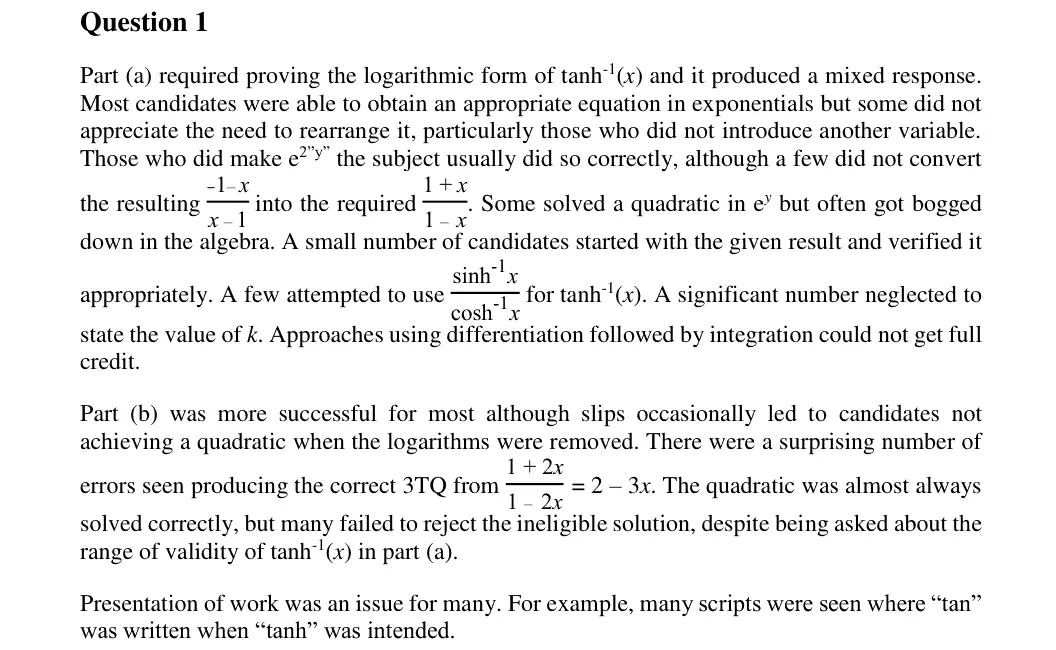 Question 1
Part (a) required proving the logarithmic form of tanh⁻¹(x) and it produced a mixed response.
Most candidates were able to obtain an appropriate equation in exponentials but some did not
appreciate the need to rearrange it, particularly those who did not introduce another variable.
Those who did make e²”y” the subject usually did so correctly, although a few did not convert
the resulting (-1–x)/(x – 1) into the required (1 + x)/(1 – x). Some solved a quadratic in eʸ but often got bogged
down in the algebra. A small number of candidates started with the given result and verified it
appropriately. A few attempted to use (sinh⁻¹x)/(cosh⁻¹x) for tanh⁻¹(x). A significant number neglected to
state the value of k. Approaches using differentiation followed by integration could not get full
credit.
Part (b) was more successful for most although slips occasionally led to candidates not
achieving a quadratic when the logarithms were removed. There were a surprising number of
errors seen producing the correct 3TQ from (1 + 2x)/(1 – 2x) = 2 – 3x. The quadratic was almost always
solved correctly, but many failed to reject the ineligible solution, despite being asked about the
range of validity of tanh⁻¹(x) in part (a).
Presentation of work was an issue for many. For example, many scripts were seen where “tan”
was written when “tanh” was intended.